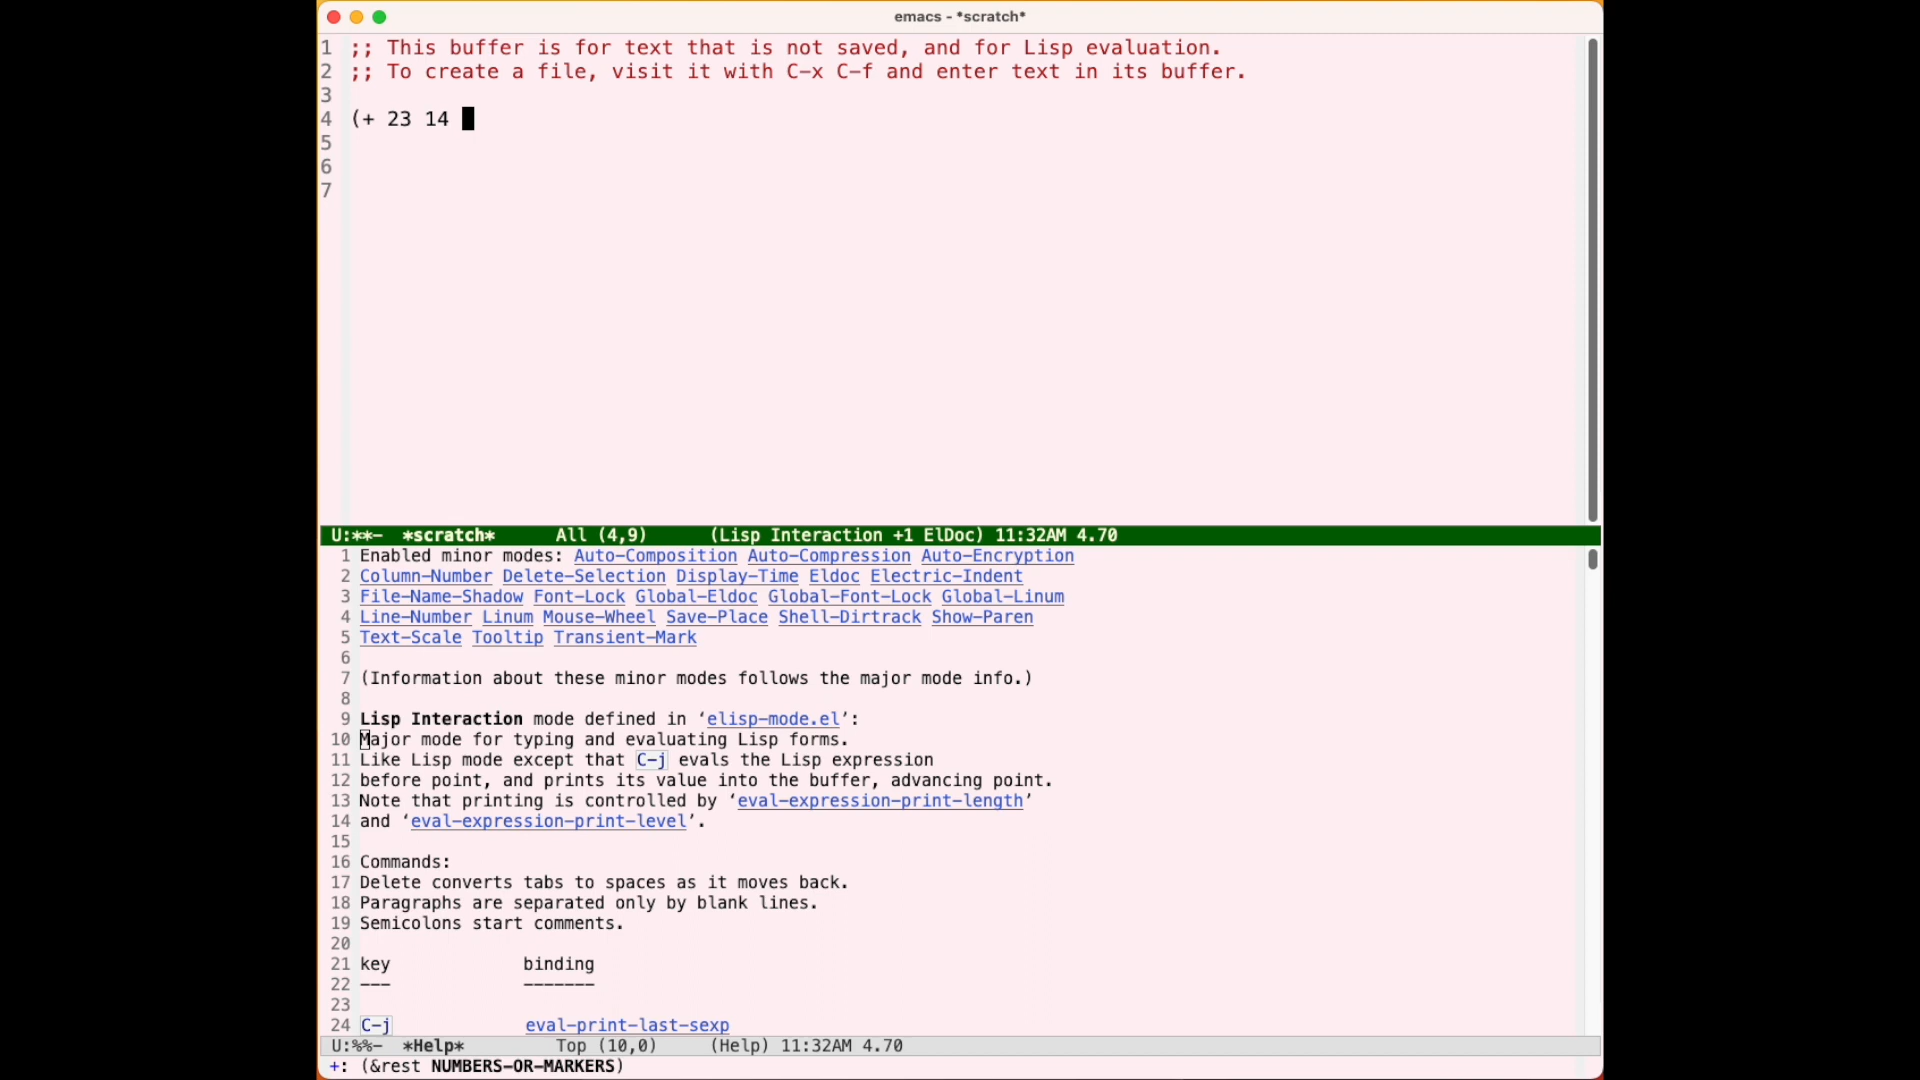 emacs - *scratch*
1 ;; This buffer is for text that is not saved, and for Lisp evaluation.
2 ;; To create a file, visit it with C-x C-f and enter text in its buffer.
3
4 (+ 23 14
5
6
7
U:**-  *scratch*      All (4,9)      (Lisp Interaction +1 ElDoc) 11:32AM 4.70
1 Enabled minor modes: Auto-Composition Auto-Compression Auto-Encryption
2 Column-Number Delete-Selection Display-Time Eldoc Electric-Indent
3 File-Name-Shadow Font-Lock Global-Eldoc Global-Font-Lock Global-Linum
4 Line-Number Linum Mouse-Wheel Save-Place Shell-Dirtrack Show-Paren
5 Text-Scale Tooltip Transient-Mark
6
7 (Information about these minor modes follows the major mode info.)
8
9 Lisp Interaction mode defined in ‘elisp-mode.el’:
10 Major mode for typing and evaluating Lisp forms.
11 Like Lisp mode except that C-j evals the Lisp expression
12 before point, and prints its value into the buffer, advancing point.
13 Note that printing is controlled by ‘eval-expression-print-length’
14 and ‘eval-expression-print-level’.
15
16 Commands:
17 Delete converts tabs to spaces as it moves back.
18 Paragraphs are separated only by blank lines.
19 Semicolons start comments.
20
21 key             binding
22 ---             -------
23
24 C-j             eval-print-last-sexp
U:%%-  *Help*         Top (10,0)     (Help) 11:32AM 4.70
+: (&rest NUMBERS-OR-MARKERS)